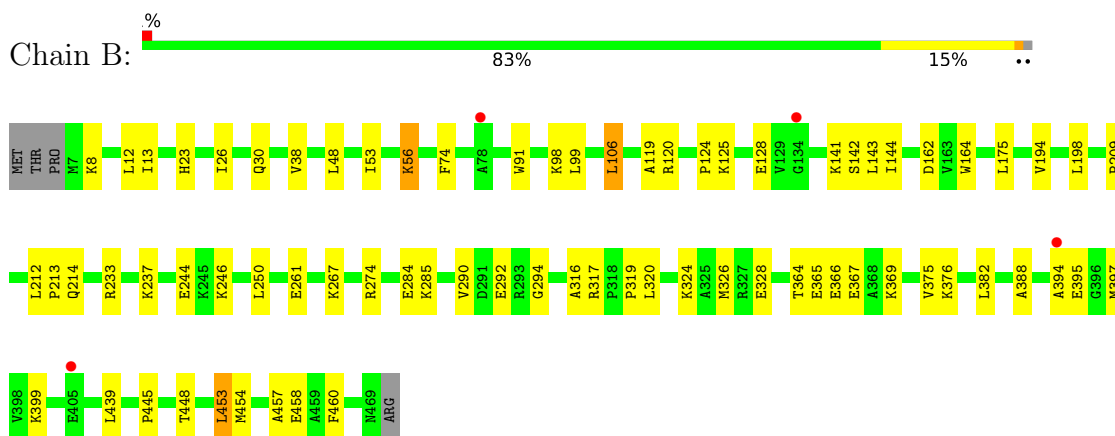 .%
Chain B:
83% 15% ••
MET THR PRO M7 K8 L12 I13 H23 I26 Q30 V38 L48 I53 K56 F74 A78 W91 K98 L99 L106 A119 R120 P124 K125 E128 V129 G134 K141 S142 L143 I144 D162 V163 W164 L175 V194 L198
L212 P213 Q214 R233 K237 E244 K245 K246 L250 E261 K267 R274 E284 K285 V290 D291 E292 R293 G294 A316 R317 P318 P319 L320 K324 A325 M326 R327 E328 T364 E365 E366 E367 A368 K369 V375 K376 L382 A388 A394 E395 G396 M397
V398 K399 E405 L439 P445 T448 L453 M454 A457 E458 A459 F460 N469 ARG